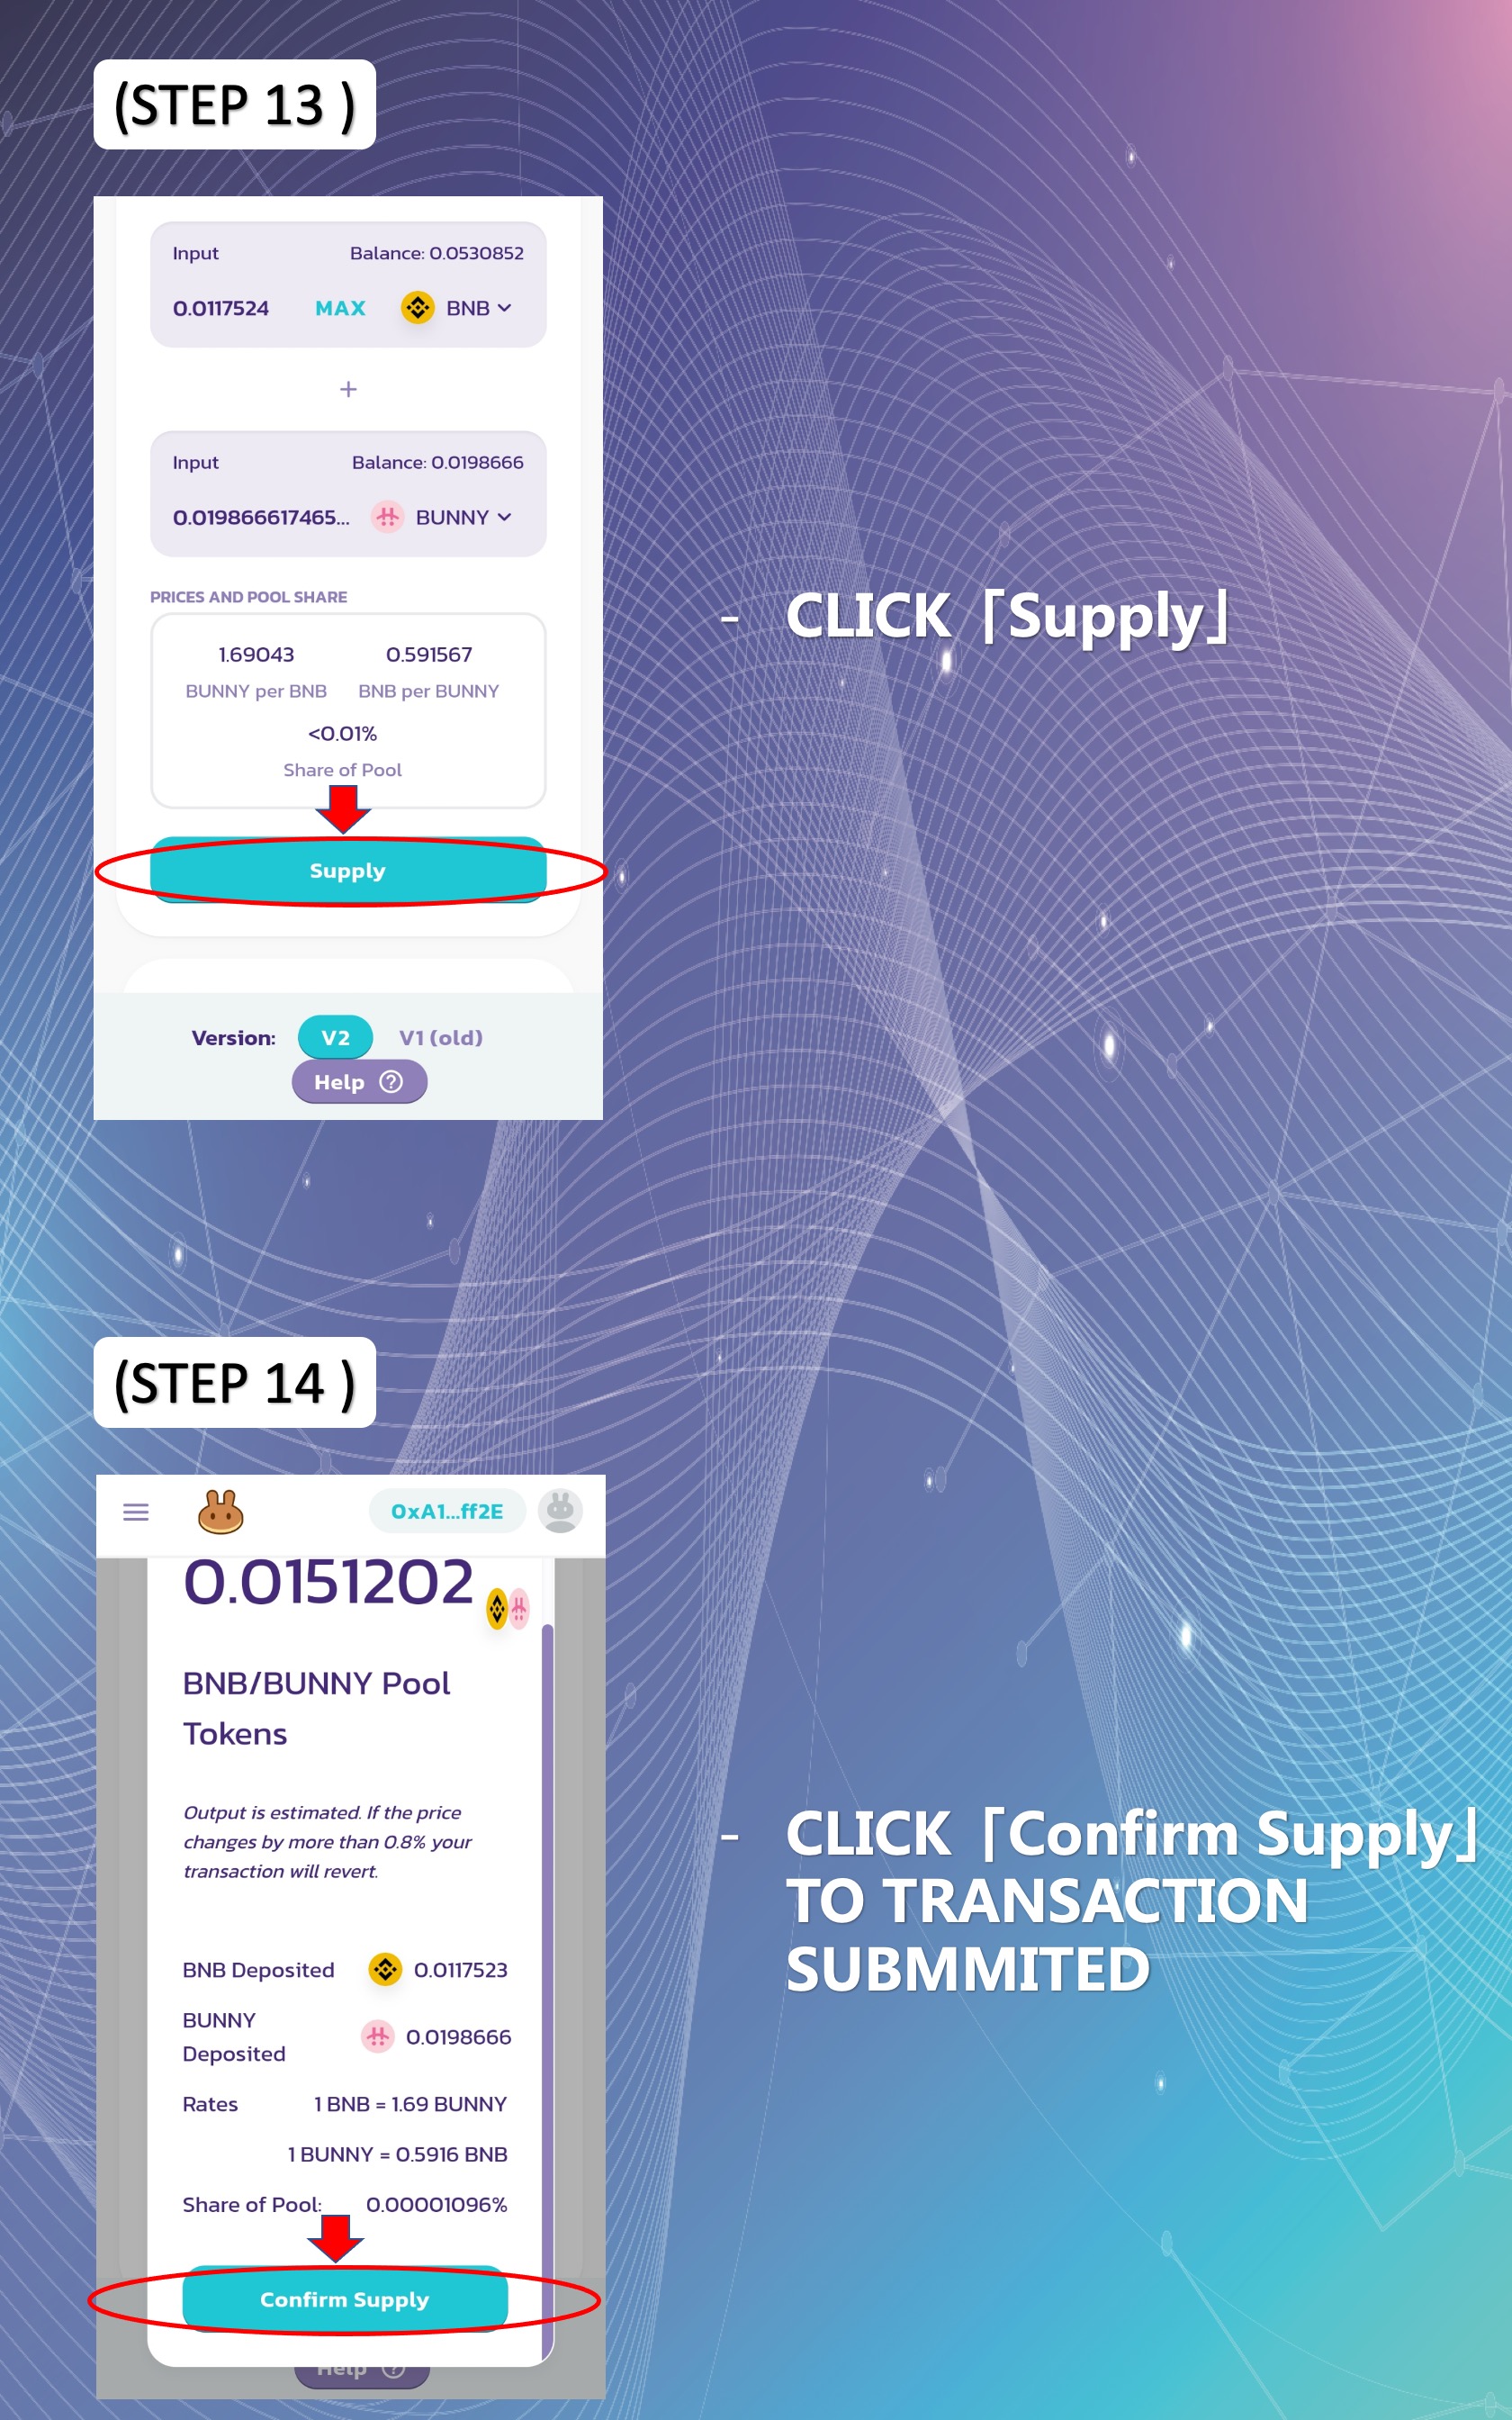 (STEP 13 )
Input Balance: 0.0530852
0.0117524 MAX BNB
+
Input Balance: 0.0198666
0.019866617465... BUNNY
PRICES AND POOL SHARE
1.69043 0.591567
BUNNY per BNB BNB per BUNNY
<0.01%
Share of Pool
Supply
Version: V2 V1 (old)
Help ?
- CLICK「Supply」
(STEP 14 )
0xA1...ff2E
0.0151202
BNB/BUNNY Pool
Tokens
Output is estimated. If the price
changes by more than 0.8% your
transaction will revert.
BNB Deposited 0.0117523
BUNNY
Deposited 0.0198666
Rates 1 BNB = 1.69 BUNNY
1 BUNNY = 0.5916 BNB
Share of Pool: 0.00001096%
Confirm Supply
Help ?
- CLICK「Confirm Supply」
TO TRANSACTION
SUBMMITED